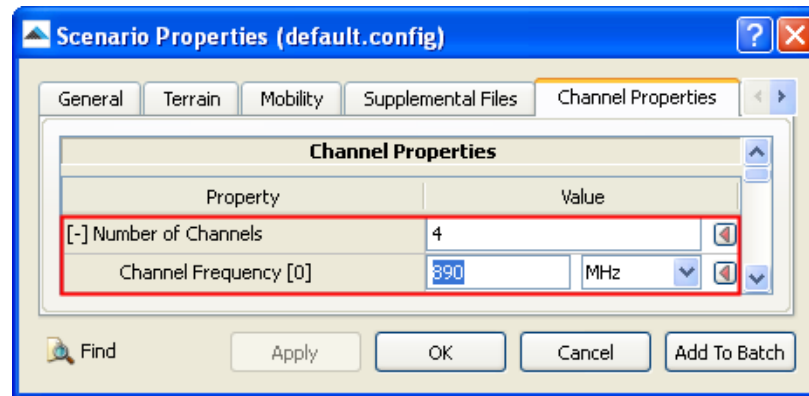 Scenario Properties (default.config)
General Terrain Mobility Supplemental Files Channel Properties
Channel Properties
Property Value
[-] Number of Channels 4
Channel Frequency [0] 890 MHz
Find Apply OK Cancel Add To Batch